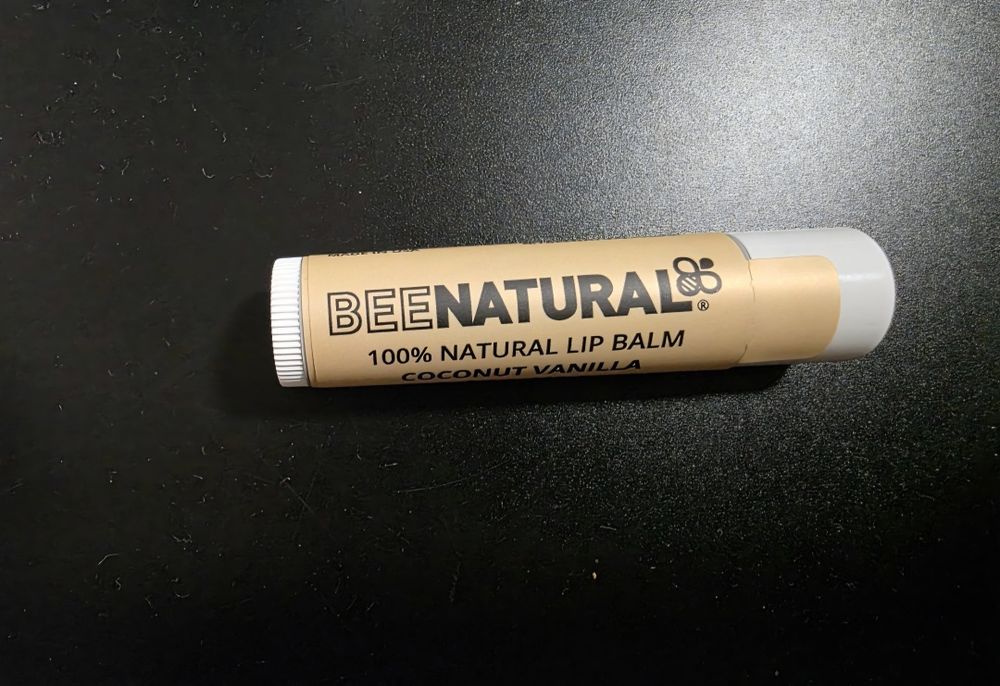 BEENATURAL®
100% NATURAL LIP BALM
COCONUT VANILLA